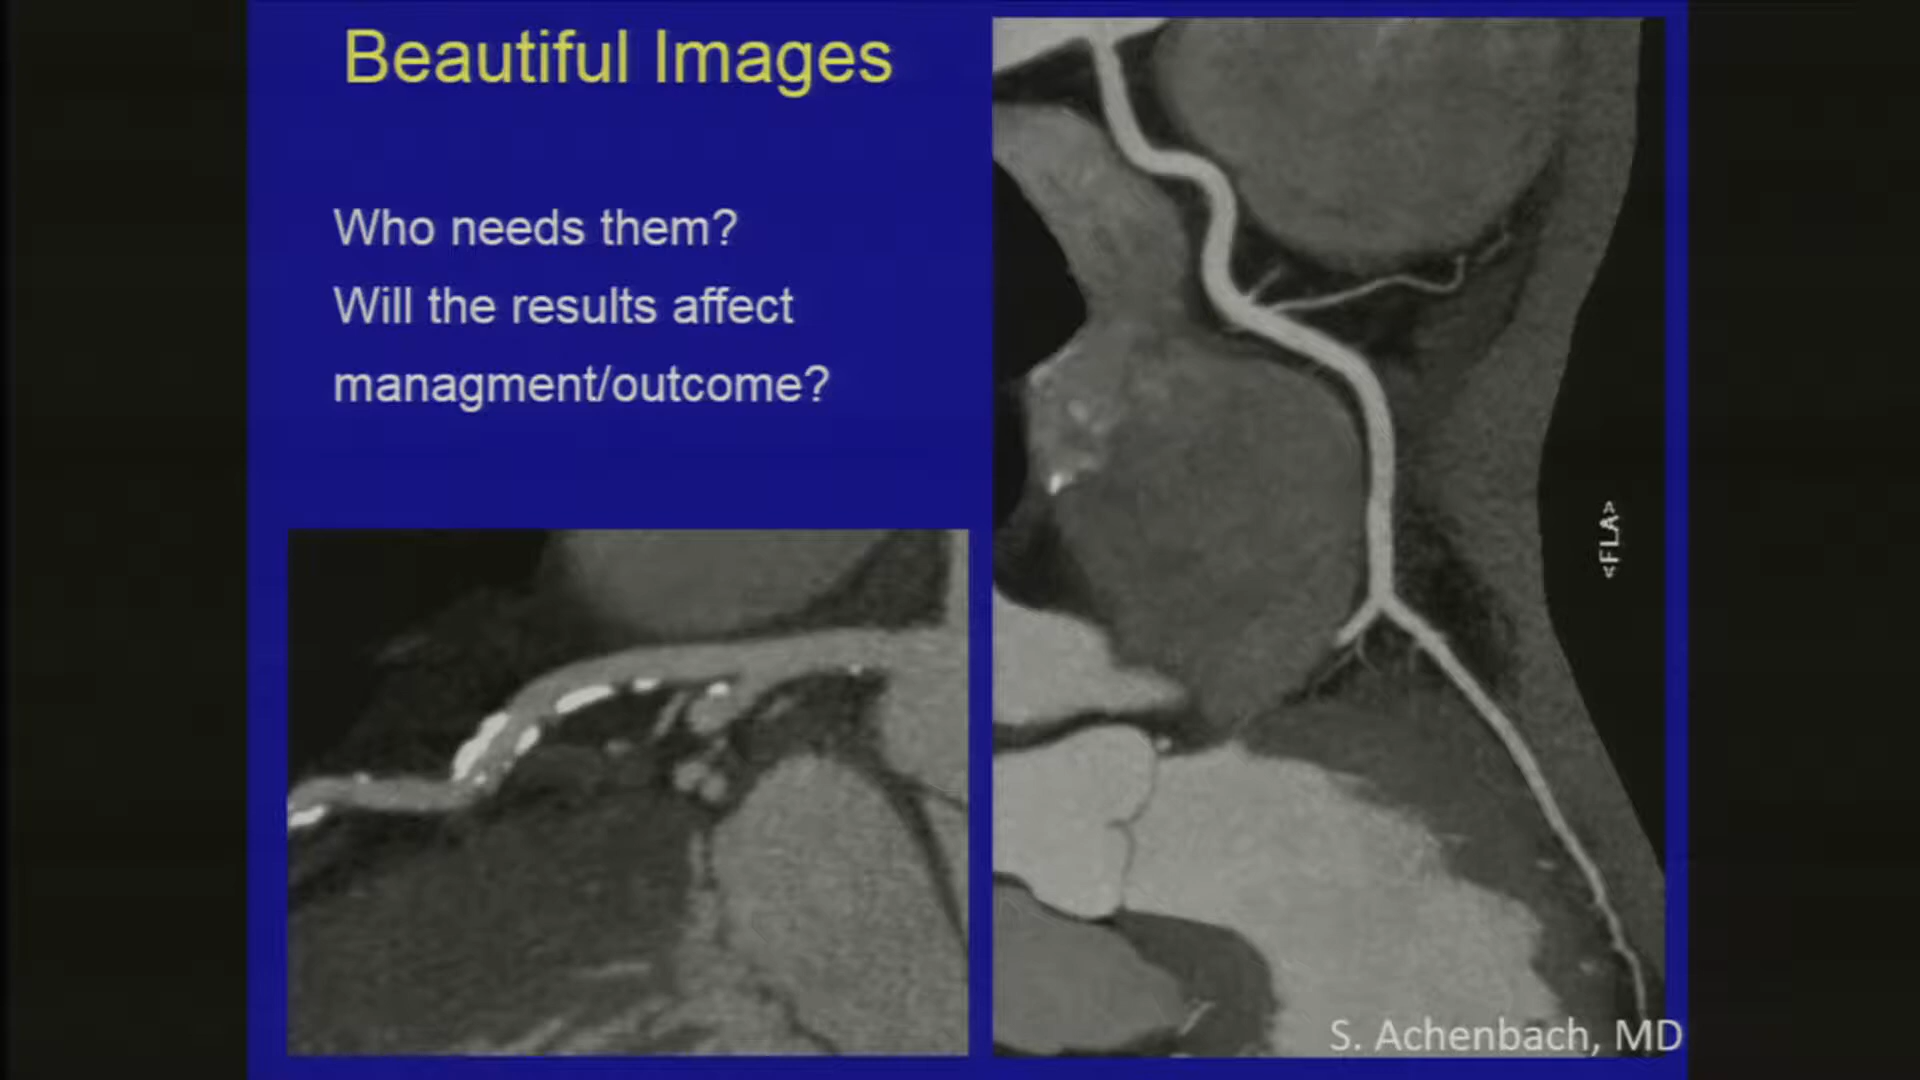 Beautiful Images
Who needs them?
Will the results affect
managment/outcome?
<FLA>
S. Achenbach, MD